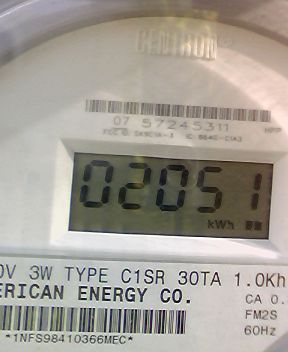 CENTRON
07 57245311
02051
kWh
0V 3W TYPE C1SR 30TA 1.0Kh
ERICAN ENERGY CO.
CA 0.
FM2S
60Hz
*1NFS98410366MEC*